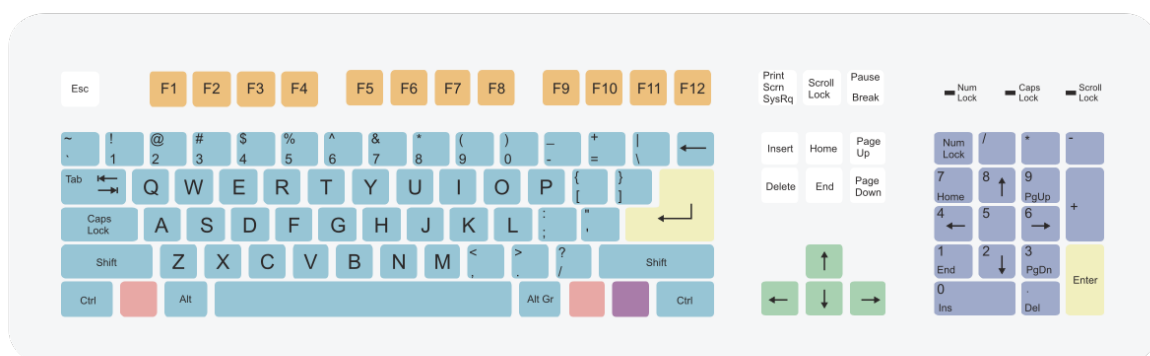 Esc F1 F2 F3 F4 F5 F6 F7 F8 F9 F10 F11 F12
Print Scrn SysRq
Scroll Lock
Pause Break
Num Lock
Caps Lock
Scroll Lock
~ ! @ # $ % ^ & * ( ) _ + |
` 1 2 3 4 5 6 7 8 9 0 - = \
Insert Home Page Up
Num Lock / * -
Tab Q W E R T Y U I O P { [ } ]
Delete End Page Down
7 Home 8 9 PgUp +
Caps Lock A S D F G H J K L : ; " '
4 5 6
Shift Z X C V B N M < , > . ? / Shift
1 End 2 3 PgDn Enter
Ctrl Alt Alt Gr Ctrl
0 Ins . Del